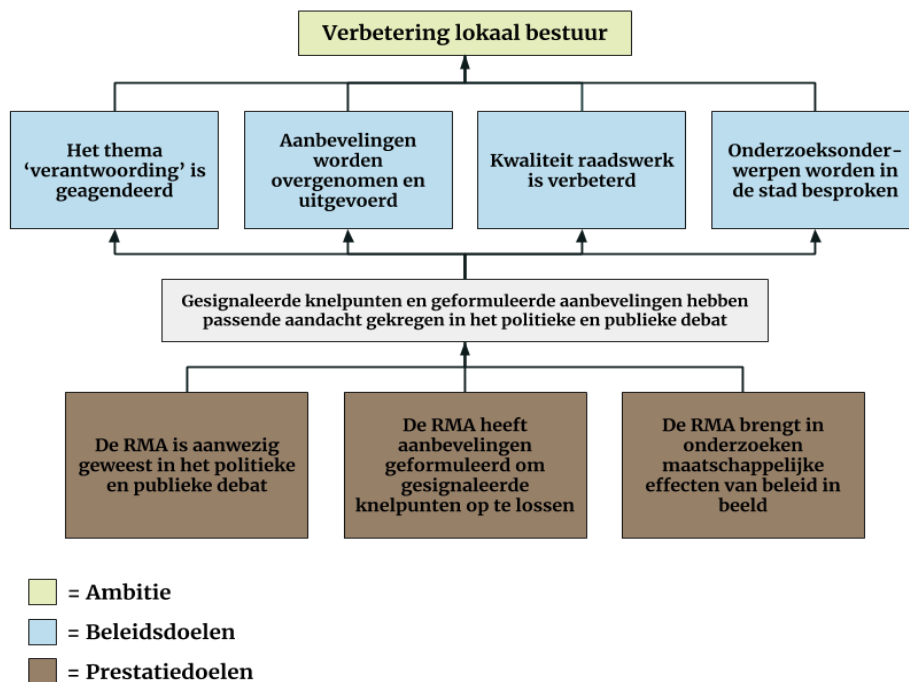 Verbetering lokaal bestuur
Het thema
‘verantwoording’ is
geagendeerd
Aanbevelingen
worden
overgenomen en
uitgevoerd
Kwaliteit raadswerk
is verbeterd
Onderzoeksonder-
werpen worden in
de stad besproken
Gesignaleerde knelpunten en geformuleerde aanbevelingen hebben
passende aandacht gekregen in het politieke en publieke debat
De RMA is aanwezig
geweest in het politieke
en publieke debat
De RMA heeft
aanbevelingen
geformuleerd om
gesignaleerde
knelpunten op te lossen
De RMA brengt in
onderzoeken
maatschappelijke
effecten van beleid in
beeld
= Ambitie
= Beleidsdoelen
= Prestatiedoelen